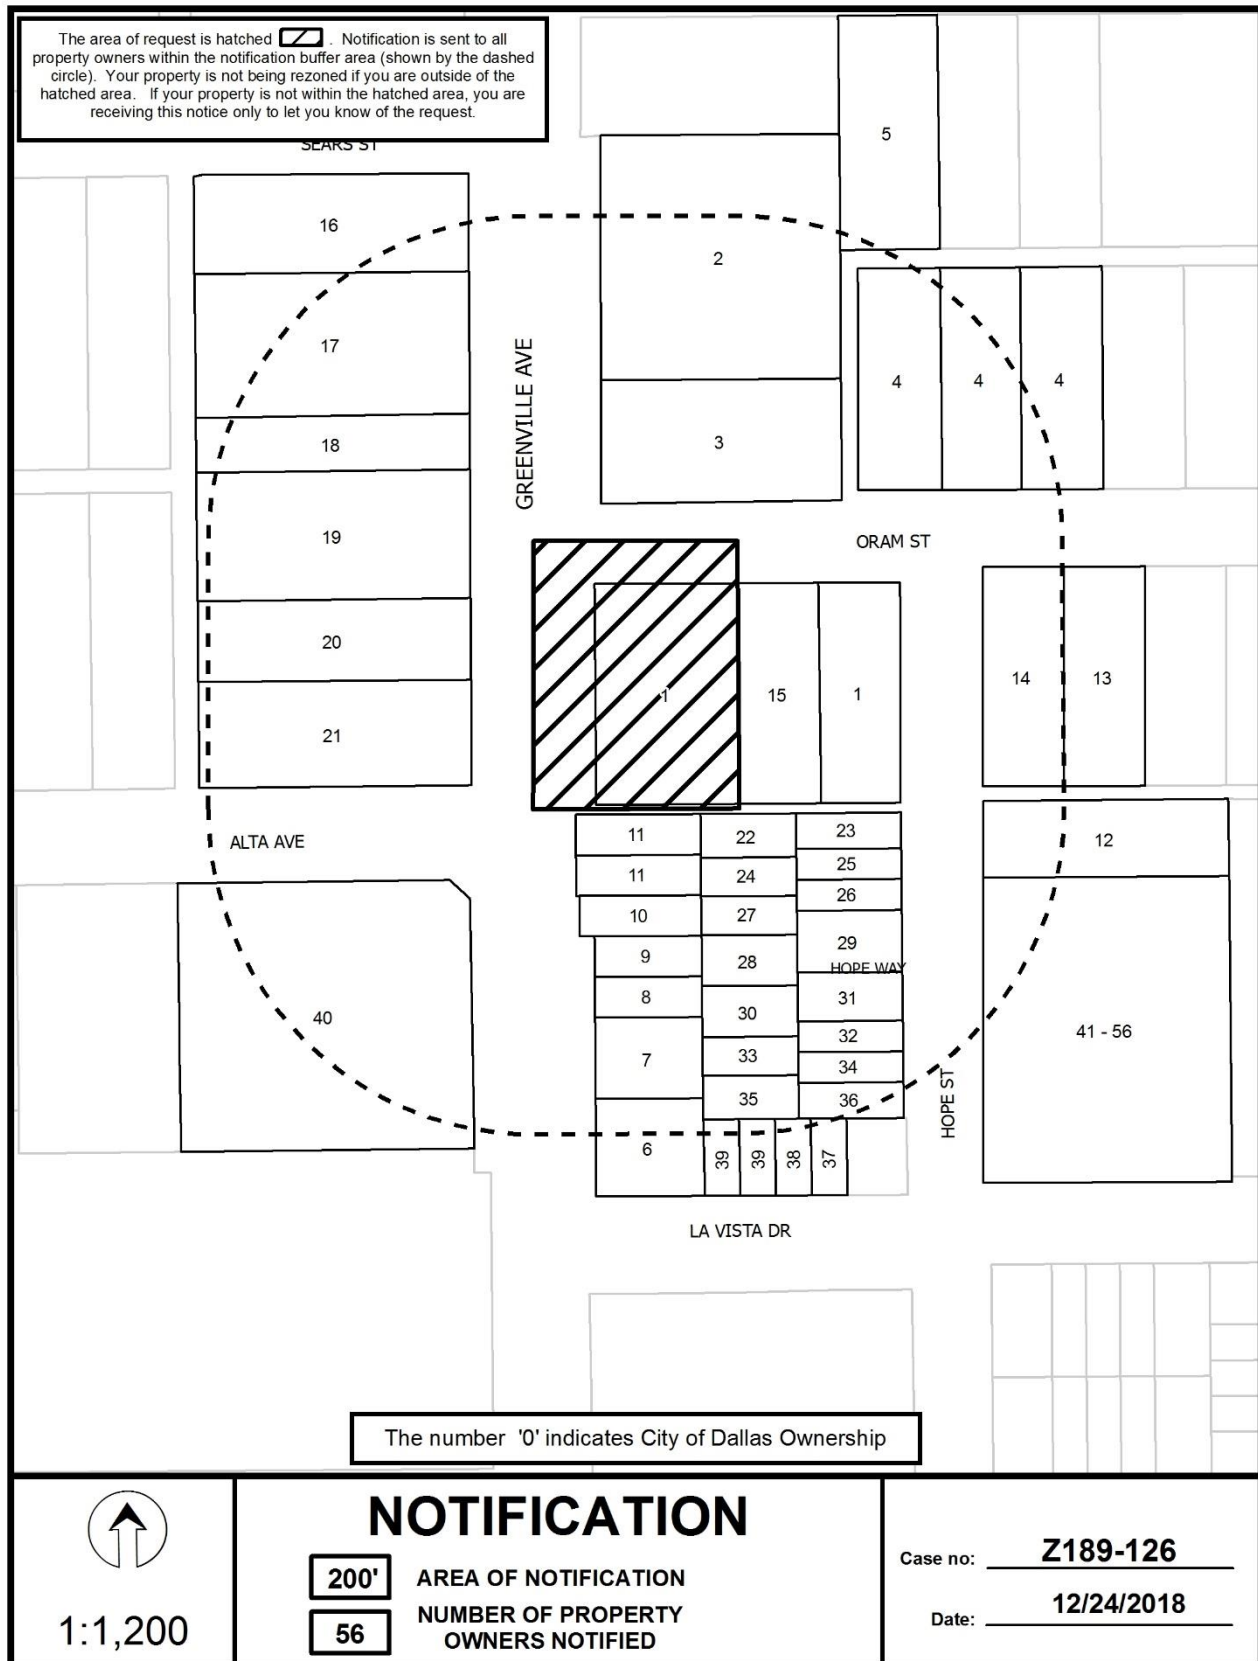 The area of request is hatched . Notification is sent to all
property owners within the notification buffer area (shown by the dashed
circle). Your property is not being rezoned if you are outside of the
hatched area. If your property is not within the hatched area, you are
receiving this notice only to let you know of the request.
SEARS ST
5
16
2
17
GREENVILLE AVE
4 4 4
18
3
19
ORAM ST
20
14 13
1 15 1
21
11 22 23
ALTA AVE
12
25
11 24
26
10 27
29
9 28
HOPE WAY
8
31
40
30
32
41 - 56
7 33
34
35 36
HOPE ST
6
39 39 38 37
LA VISTA DR
The number '0' indicates City of Dallas Ownership
1:1,200
NOTIFICATION
200' AREA OF NOTIFICATION
56 NUMBER OF PROPERTY
OWNERS NOTIFIED
Case no: Z189-126
Date: 12/24/2018